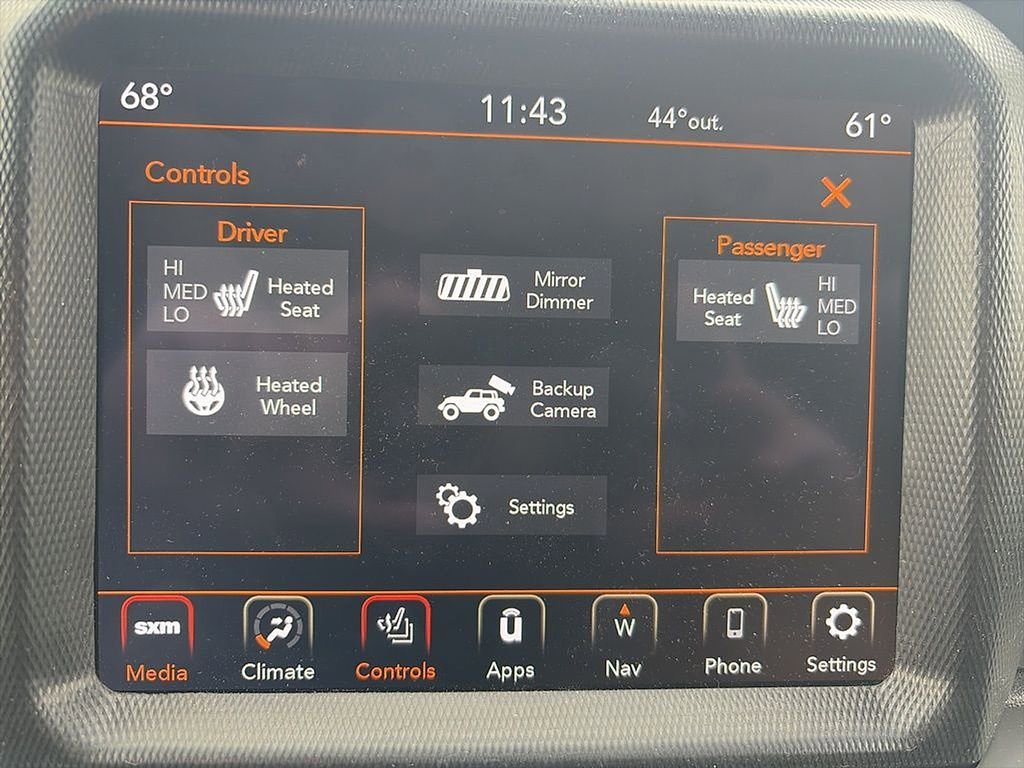 68° 11:43 44°out. 61°
Controls
Driver
HI
MED
LO
Heated
Seat
Heated
Wheel
Mirror
Dimmer
Backup
Camera
Settings
Passenger
Heated
Seat
HI
MED
LO
sxm
Media
Climate
Controls
u
Apps
W
Nav
Phone
Settings